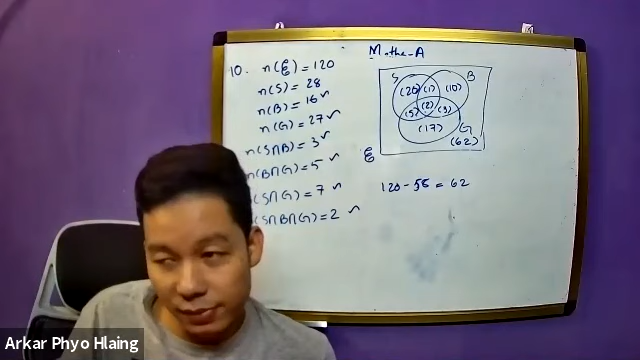 Maths-A
10. n(ℰ) = 120
n(S) = 28
n(B) = 16 ✓
n(G) = 27 ✓
n(S∩B) = 3 ✓
n(B∩G) = 5 ✓
(S∩G) = 7 ✓
(S∩B∩G) = 2 ✓
S B
(20) (1) (10)
(2)
(5) (3)
(17) G
(62)
ℰ
120 - 58 = 62
Arkar Phyo Hlaing